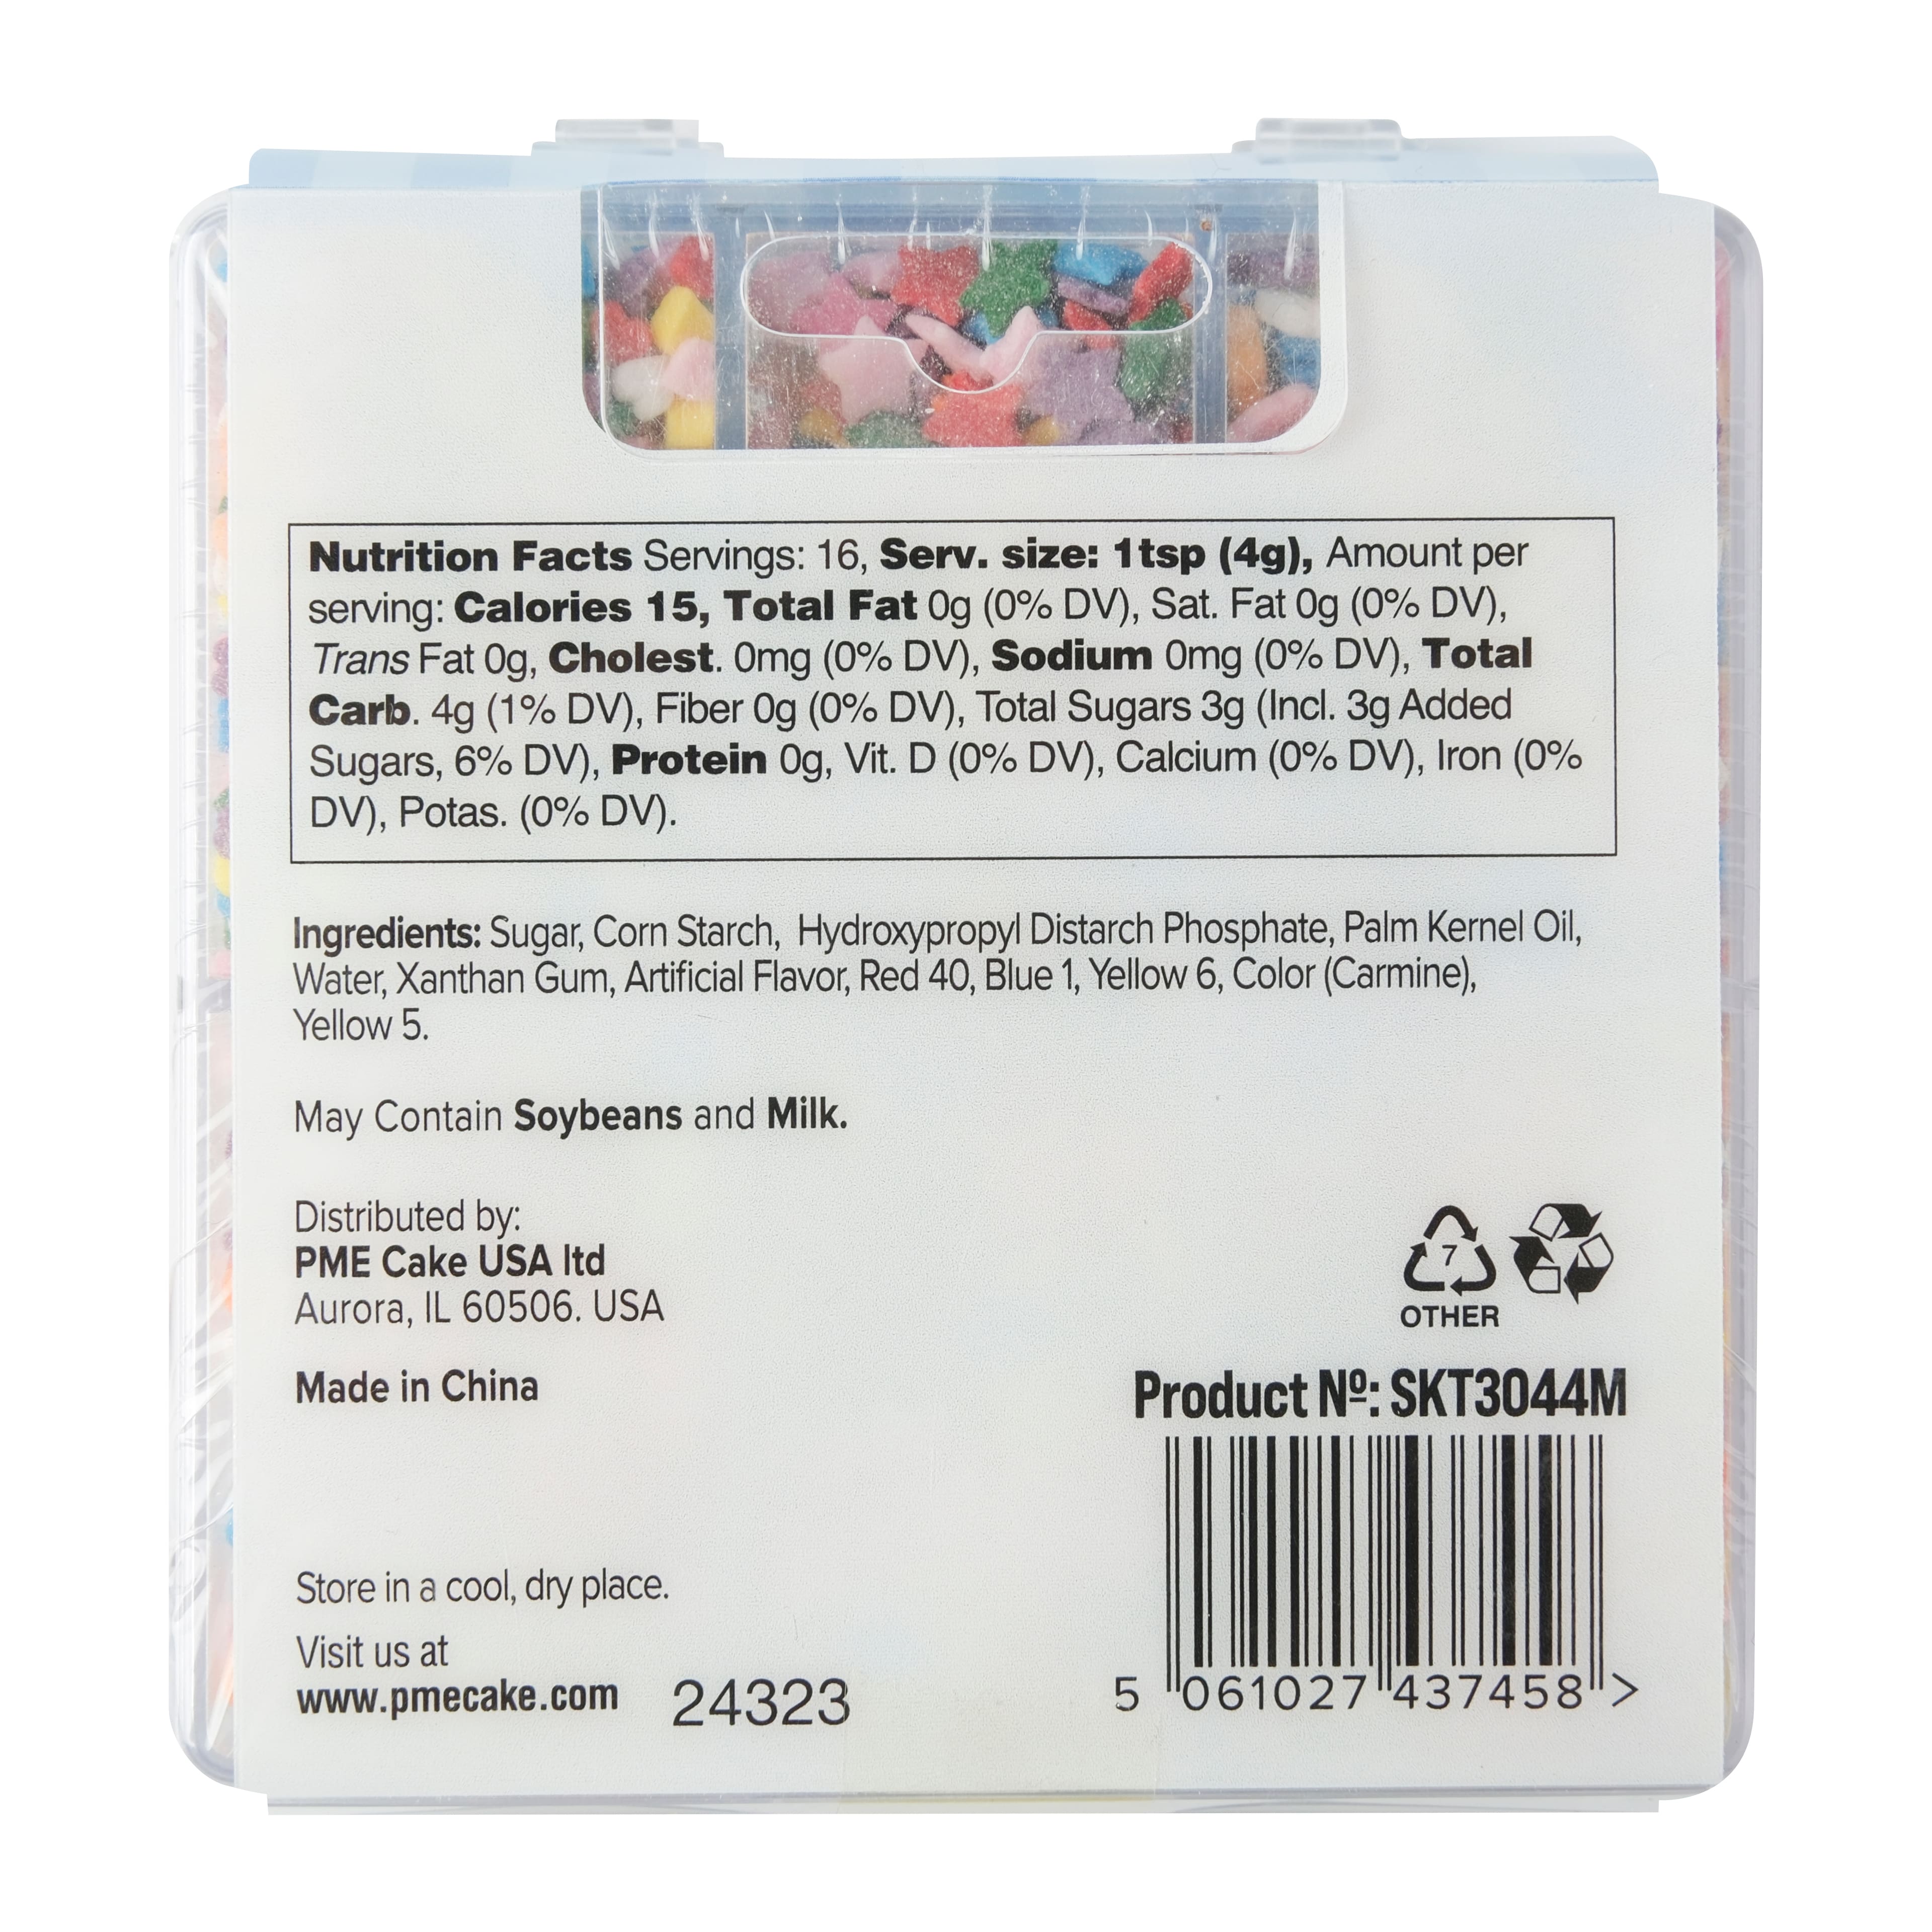 Nutrition Facts Servings: 16, Serv. size: 1tsp (4g), Amount per
serving: Calories 15, Total Fat 0g (0% DV), Sat. Fat 0g (0% DV),
Trans Fat 0g, Cholest. 0mg (0% DV), Sodium 0mg (0% DV), Total
Carb. 4g (1% DV), Fiber 0g (0% DV), Total Sugars 3g (Incl. 3g Added
Sugars, 6% DV), Protein 0g, Vit. D (0% DV), Calcium (0% DV), Iron (0%
DV), Potas. (0% DV).
Ingredients: Sugar, Corn Starch, Hydroxypropyl Distarch Phosphate, Palm Kernel Oil,
Water, Xanthan Gum, Artificial Flavor, Red 40, Blue 1, Yellow 6, Color (Carmine),
Yellow 5.
May Contain Soybeans and Milk.
Distributed by:
PME Cake USA ltd
Aurora, IL 60506. USA
Made in China
7
OTHER
Product Nº: SKT3044M
Store in a cool, dry place.
Visit us at
www.pmecake.com
24323
5 061027 437458 >